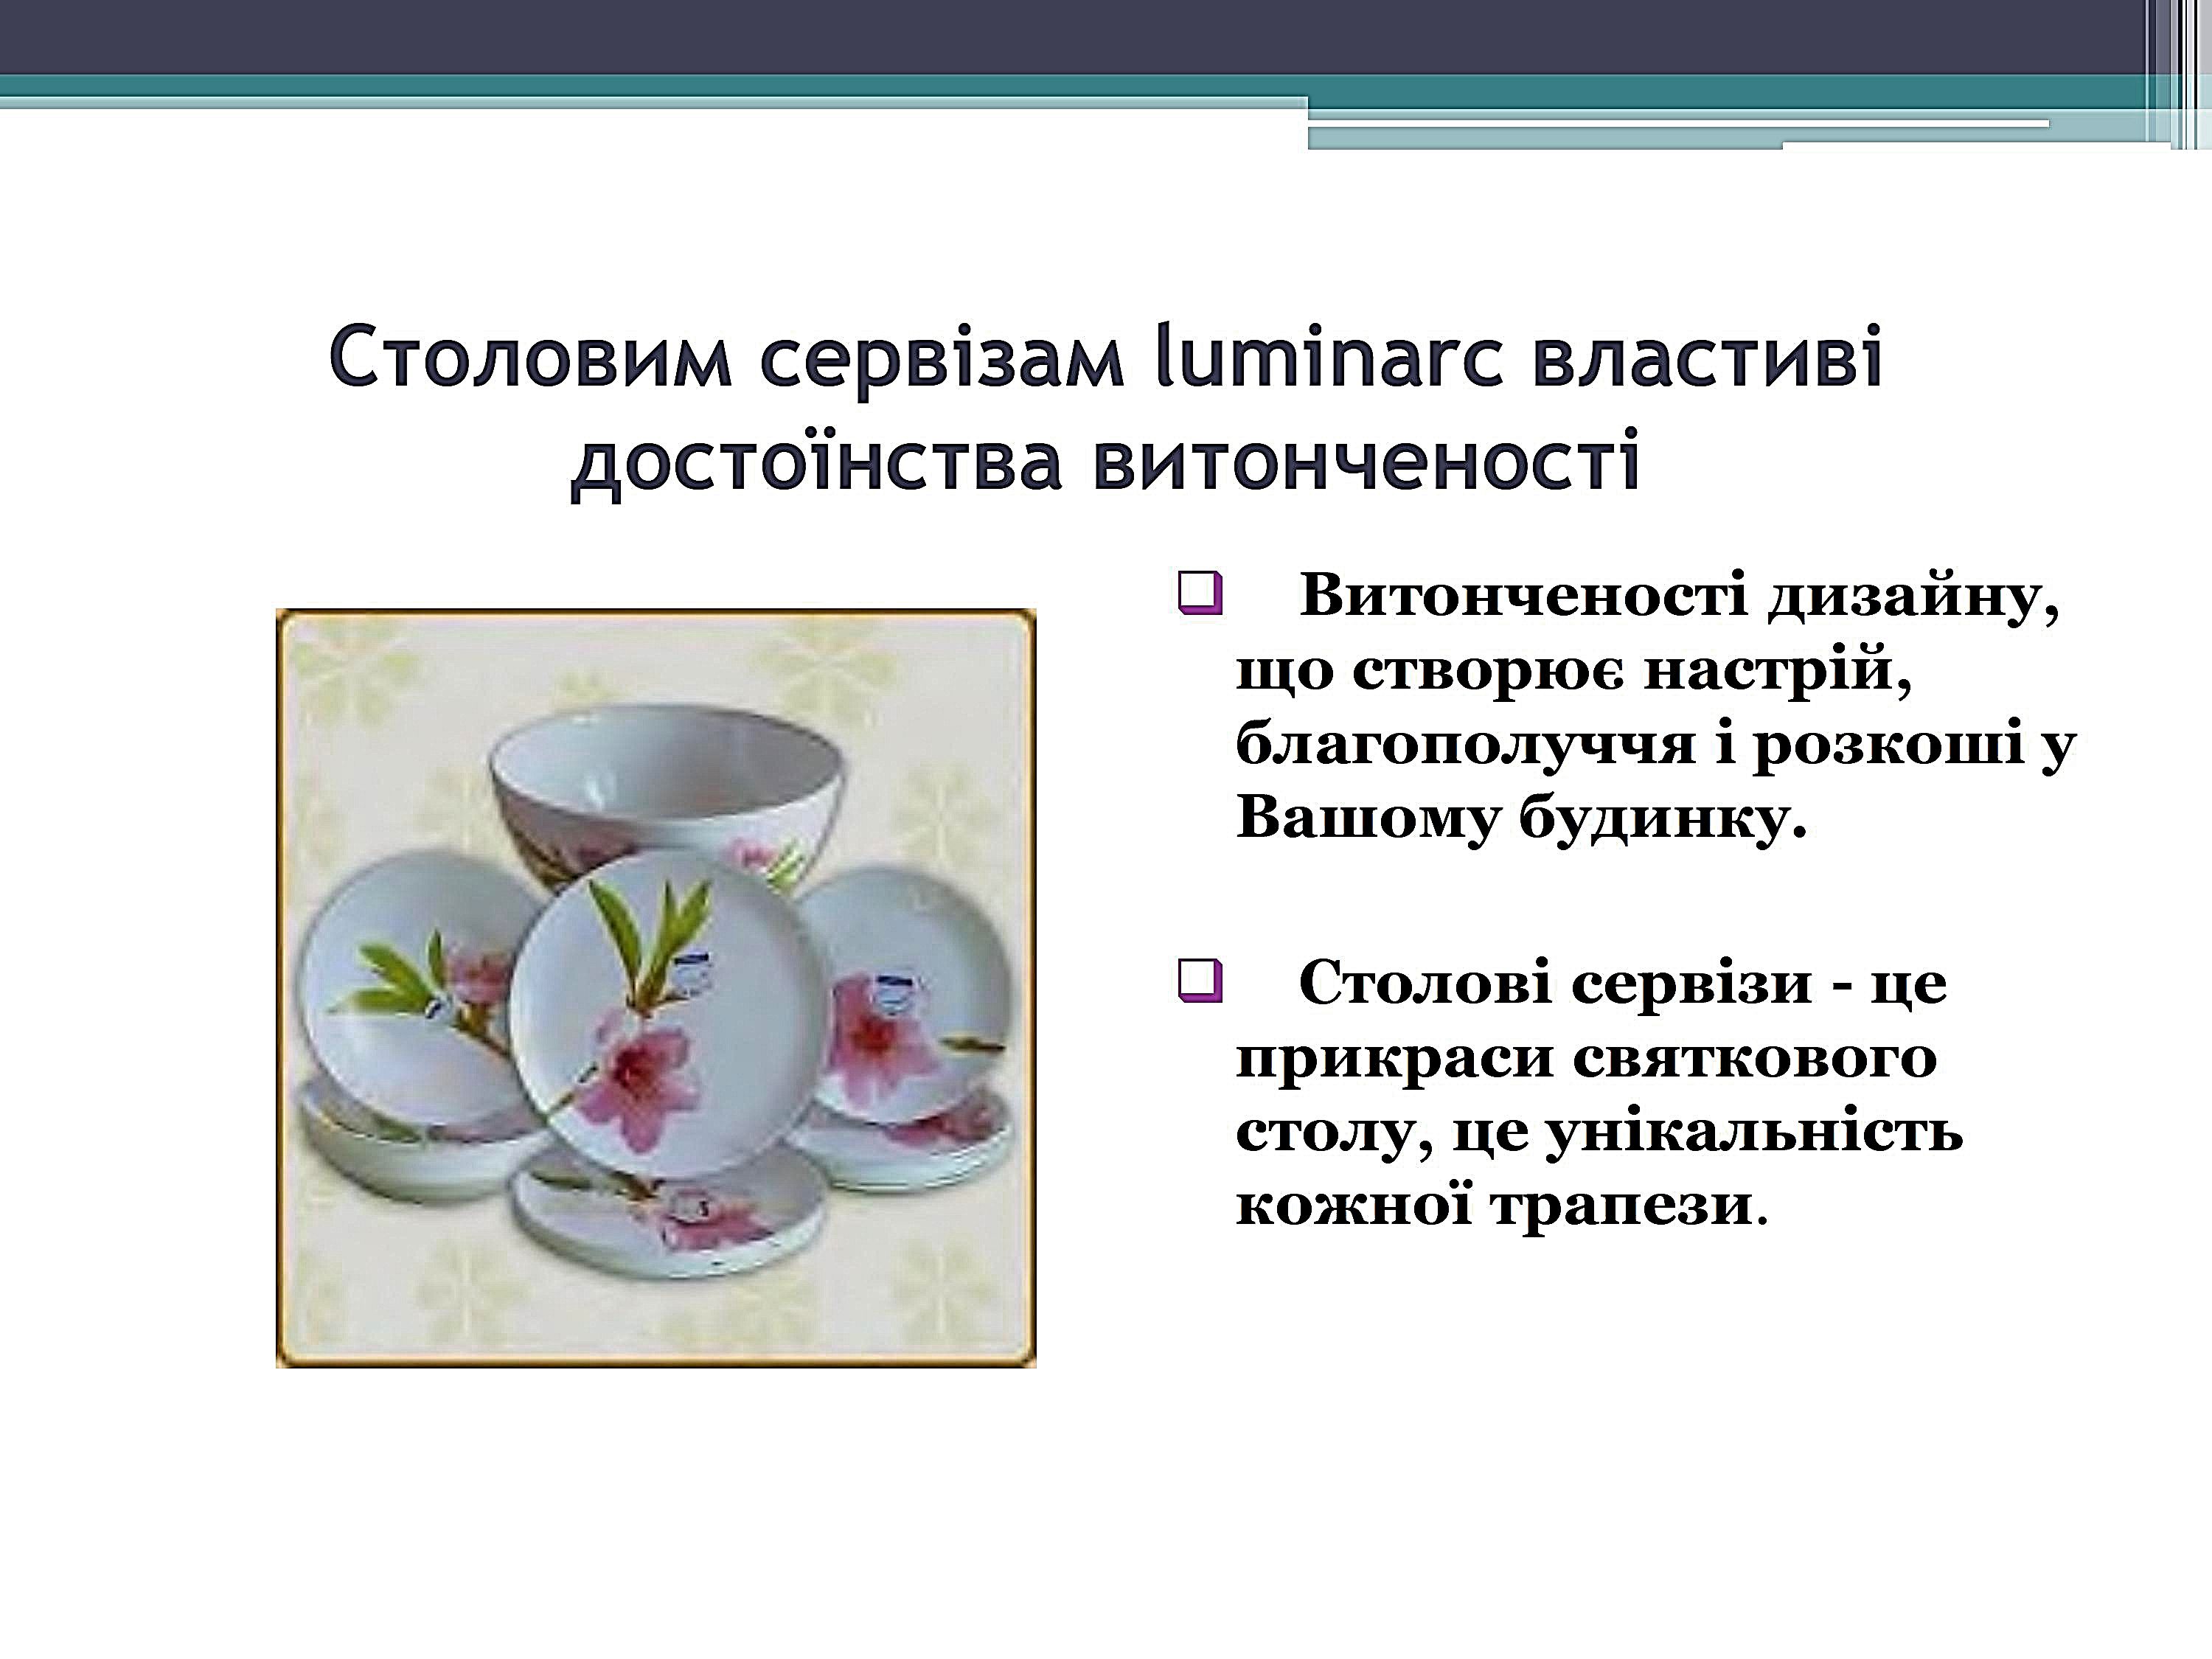 Столовим сервізам luminarc властиві
достоїнства витонченості
Витонченості дизайну,
що створює настрій,
благополуччя і розкоші у
Вашому будинку.
Столові сервізи - це
прикраси святкового
столу, це унікальність
кожної трапези.